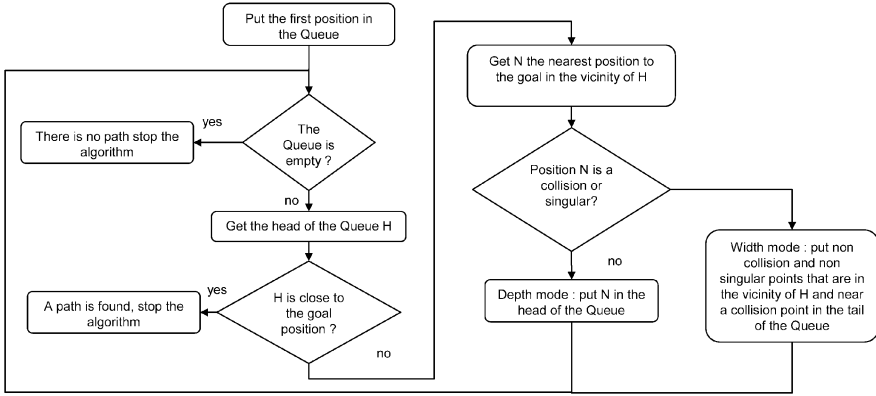 Put the first position in
the Queue
Get N the nearest position to
the goal in the vicinity of H
yes
The
Queue is
empty ?
There is no path stop the
algorithm
no
Position N is a
collision or
singular?
Get the head of the Queue H
Width mode : put non
collision and non
singular points that are in
the vicinity of H and near
a collision point in the tail
of the Queue
no
yes
H is close to
the goal
position ?
A path is found, stop the
algorithm
Depth mode : put N in the
head of the Queue
no